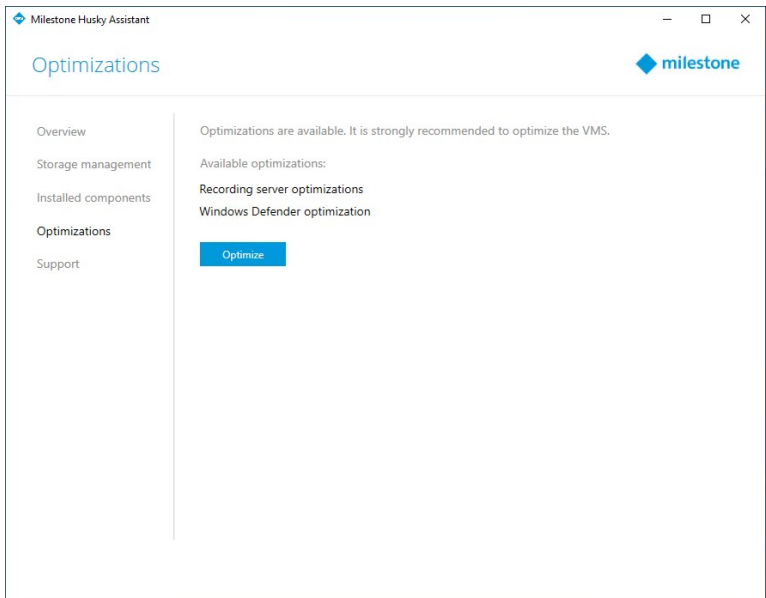 Milestone Husky Assistant
Optimizations
milestone
Overview
Storage management
Installed components
Optimizations
Support
Optimizations are available. It is strongly recommended to optimize the VMS.
Available optimizations:
Recording server optimizations
Windows Defender optimization
Optimize